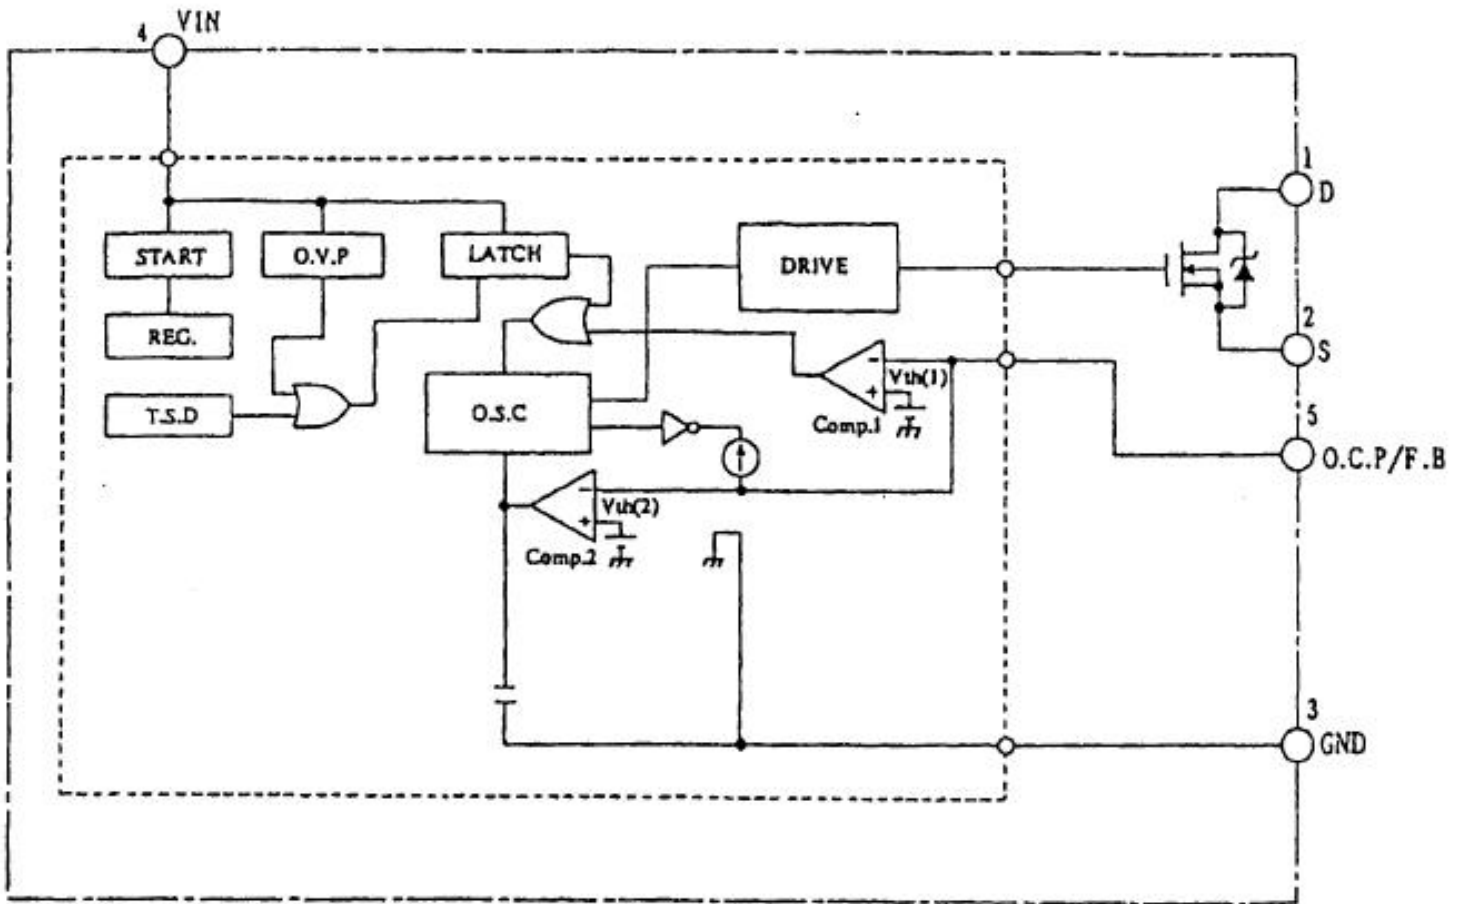 4 VIN
1
D
START
O.V.P
LATCH
DRIVE
REG.
2
S
T.S.D
O.S.C
-
Vth(1)
+
Comp.1
5
O.C.P/F.B
-
Vth(2)
+
Comp.2
3
GND